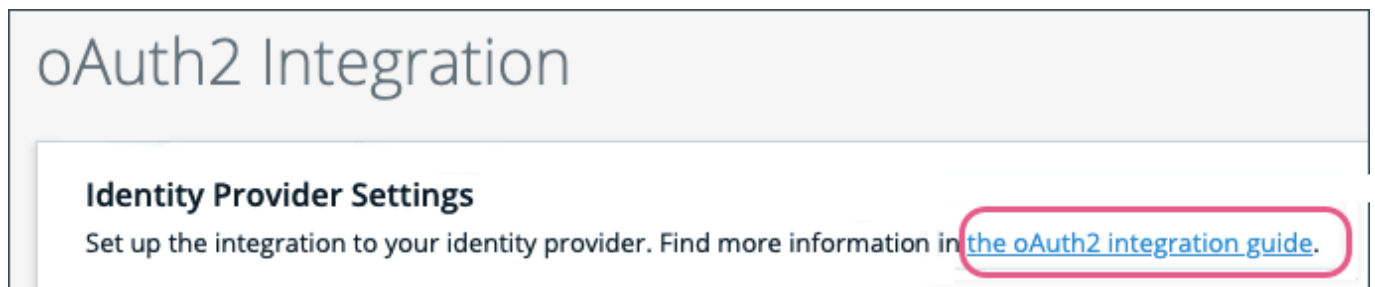 oAuth2 Integration
Identity Provider Settings
Set up the integration to your identity provider. Find more information in the oAuth2 integration guide.